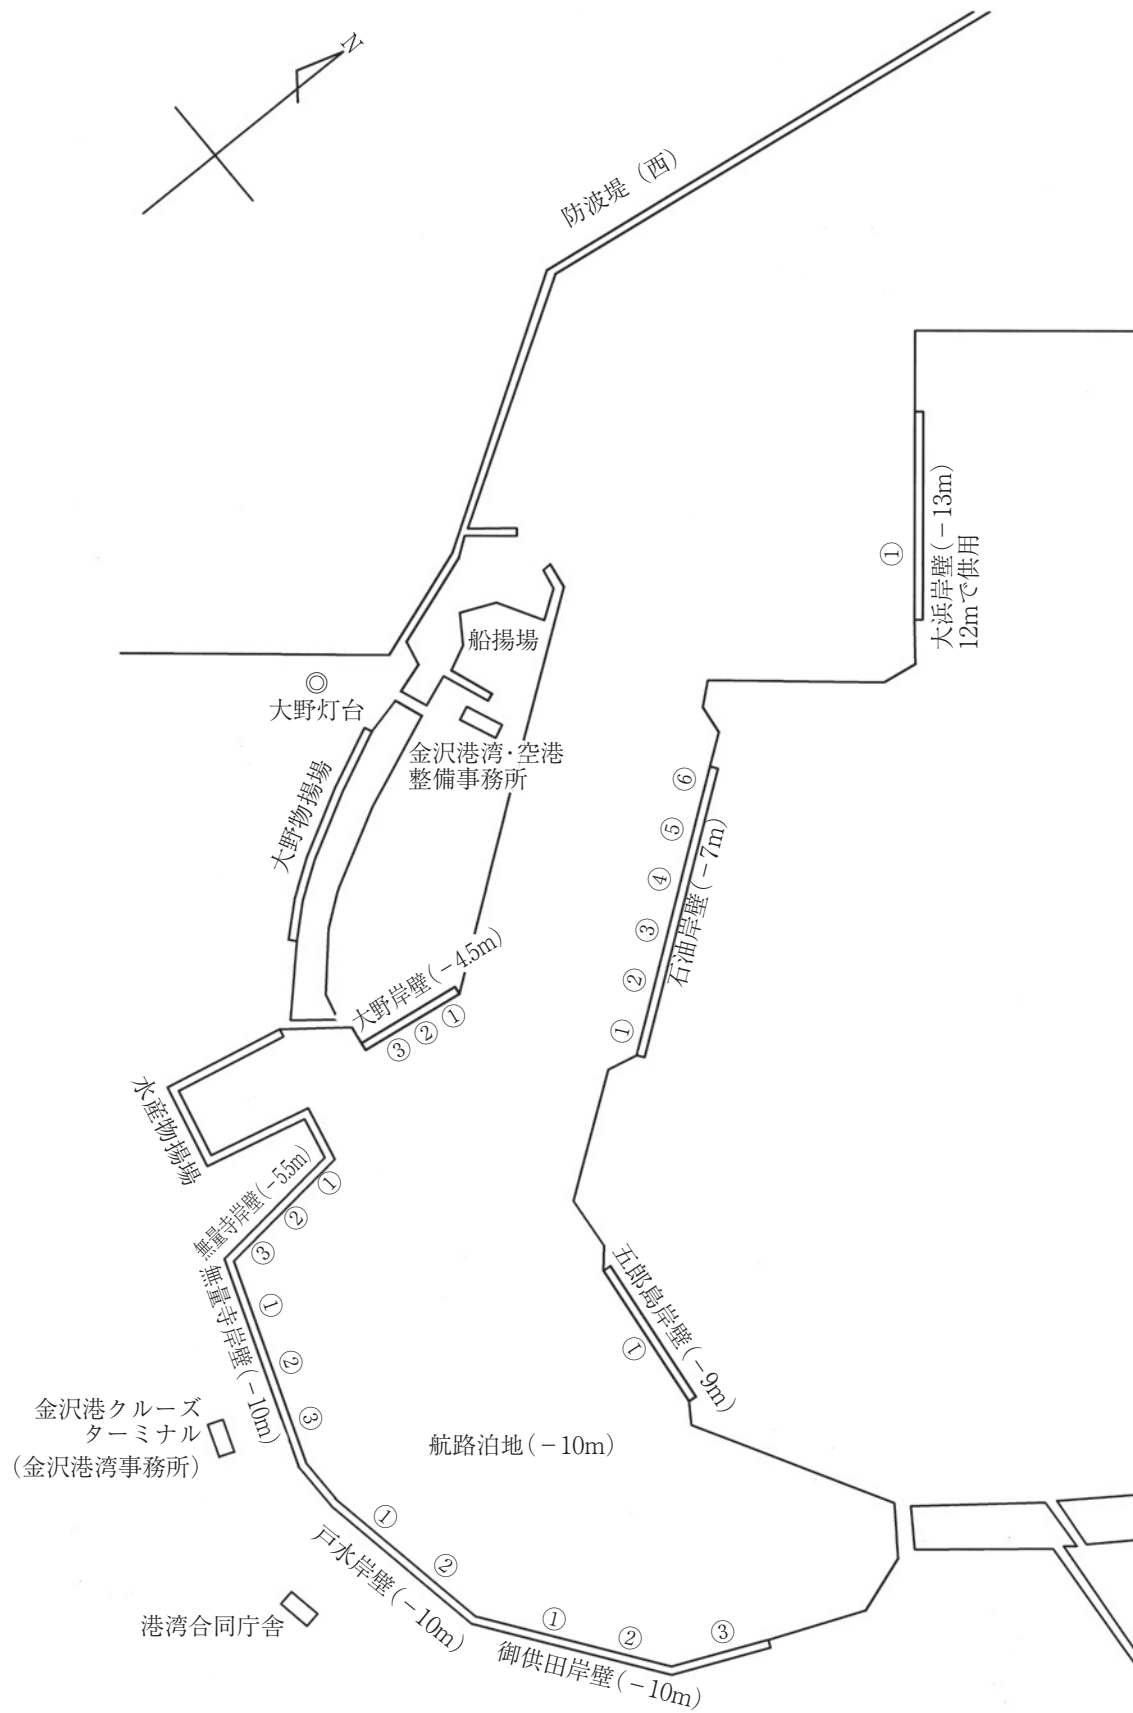 N
防波堤（西）
①
大浜岸壁（－13m）
12mで供用
船揚場
大野灯台
金沢港湾・空港
整備事務所
大野物揚場
⑥
⑤
④
③
②
①
石油岸壁（－7m）
大野岸壁（－4.5m）
①
②
③
水産物揚場
無量寺岸壁（－5.5m）
①
②
③
無量寺岸壁（－10m）
①
②
③
五郎島岸壁（－9m）
①
金沢港クルーズ
ターミナル
（金沢港湾事務所）
航路泊地（－10m）
戸水岸壁（－10m）
①
②
港湾合同庁舎
御供田岸壁（－10m）
①
②
③